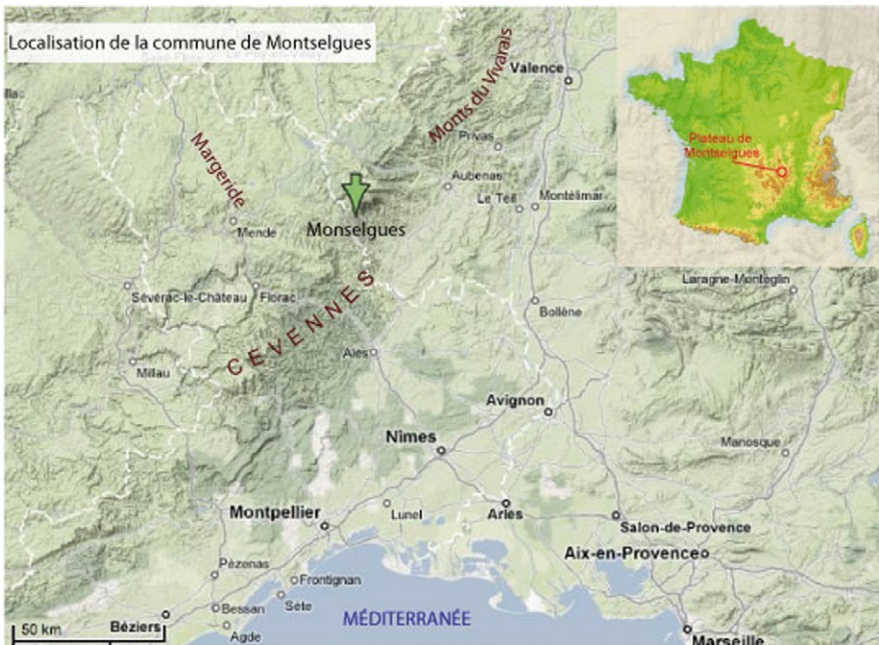 Localisation de la commune de Montselgues
Monts du Vivarais
Valence
Privas
Margeride
Aubenas
Le Teil
Montélimar
Mende
Monselgues
Plateau de
Montselgues
Sévérac-le-Château
Florac
CEVENNES
Laragne-Monteglin
Bollène
Ales
Millau
Avignon
Nîmes
Manosque
Montpellier
Lunel
Arles
Salon-de-Provence
Aix-en-Provence
Pézenas
Frontignan
Sète
Bessan
MÉDITERRANÉE
Béziers
Agde
50 km
Marseille